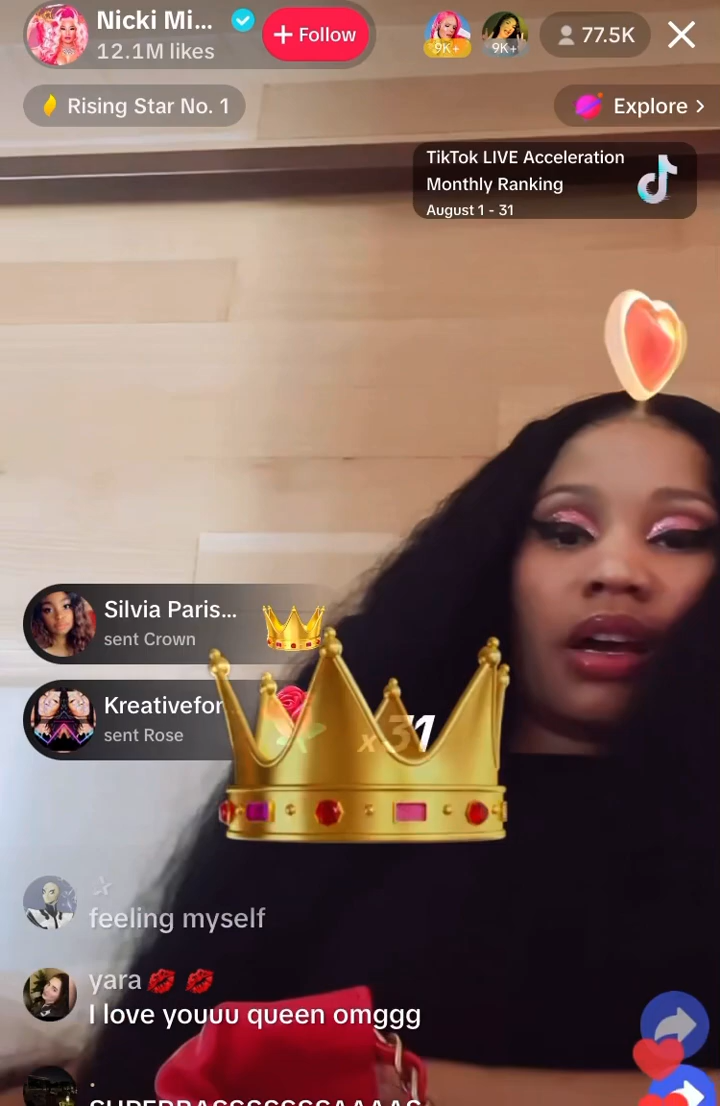 Nicki Mi...
12.1M likes
+ Follow
9K+
9K+
77.5K
Rising Star No. 1
Explore >
TikTok LIVE Acceleration
Monthly Ranking
August 1 - 31
Silvia Paris...
sent Crown
Kreativefor
sent Rose
x31
feeling myself
yara💋 💋
I love youuu queen omggg
.